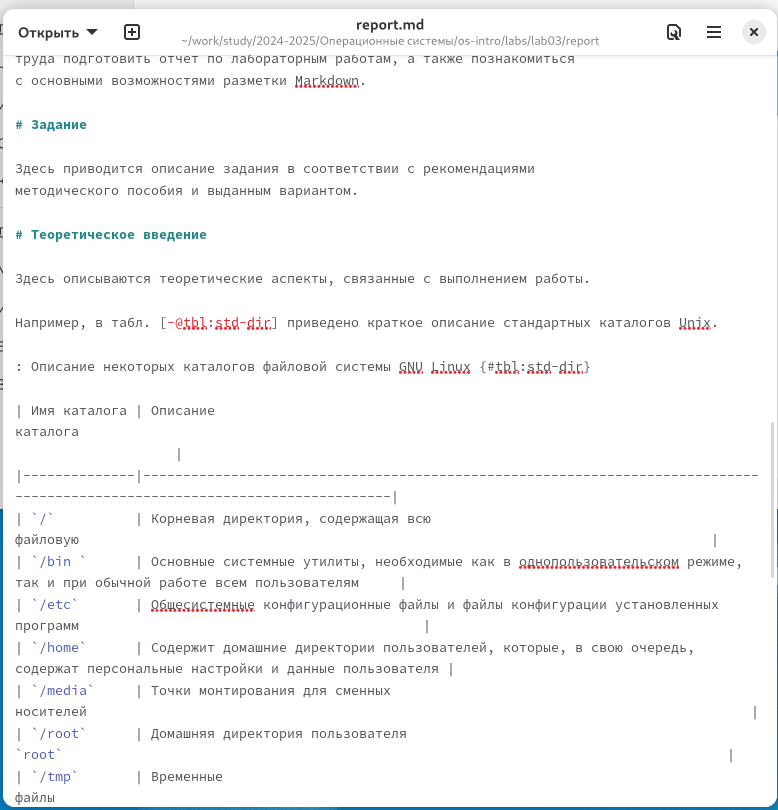 Открыть
report.md
~/work/study/2024-2025/Операционные системы/os-intro/labs/lab03/report
труда подготовить отчёт по лабораторным работам, а также познакомиться
с основными возможностями разметки Markdown.
# Задание
Здесь приводится описание задания в соответствии с рекомендациями
методического пособия и выданным вариантом.
# Теоретическое введение
Здесь описываются теоретические аспекты, связанные с выполнением работы.
Например, в табл. [-@tbl:std-dir] приведено краткое описание стандартных каталогов Unix.
: Описание некоторых каталогов файловой системы GNU Linux {#tbl:std-dir}
| Имя каталога | Описание
каталога
|
|--------------|-----------------------------------------------------------------------------
-----------------------------------------------|
| `/`          | Корневая директория, содержащая всю
файловую                                                                               |
| `/bin `      | Основные системные утилиты, необходимые как в однопользовательском режиме,
так и при обычной работе всем пользователям     |
| `/etc`       | Общесистемные конфигурационные файлы и файлы конфигурации установленных
программ                                           |
| `/home`      | Содержит домашние директории пользователей, которые, в свою очередь,
содержат персональные настройки и данные пользователя |
| `/media`     | Точки монтирования для сменных
носителей                                                                                   |
| `/root`      | Домашняя директория пользователя
`root`                                                                                   |
| `/tmp`       | Временные
файлы